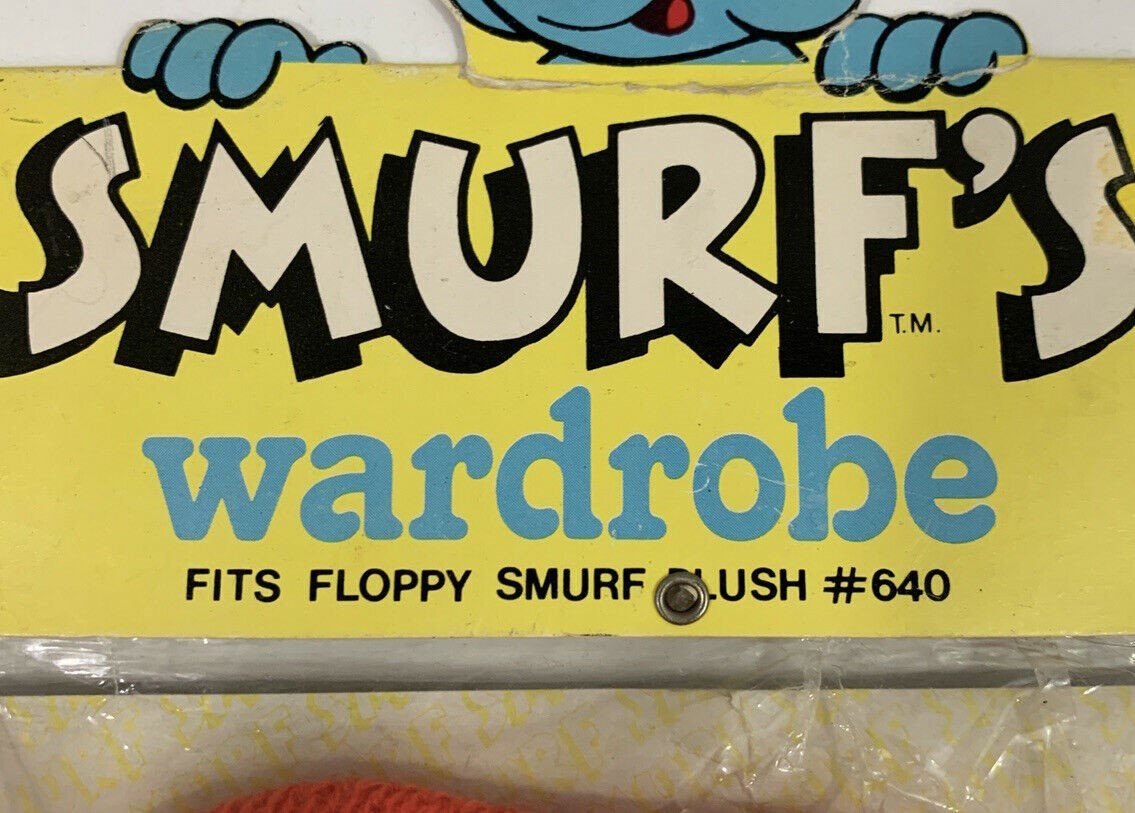 SMURF'S
T.M.
wardrobe
FITS FLOPPY SMURF PLUSH #640